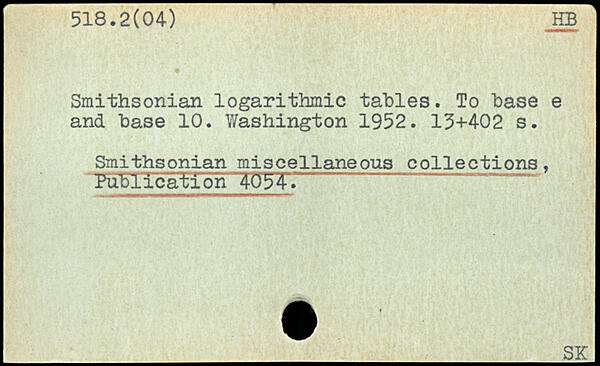 518.2(04) HB
Smithsonian logarithmic tables. To base e
and base 10. Washington 1952. 13+402 s.
Smithsonian miscellaneous collections,
Publication 4054.
SK